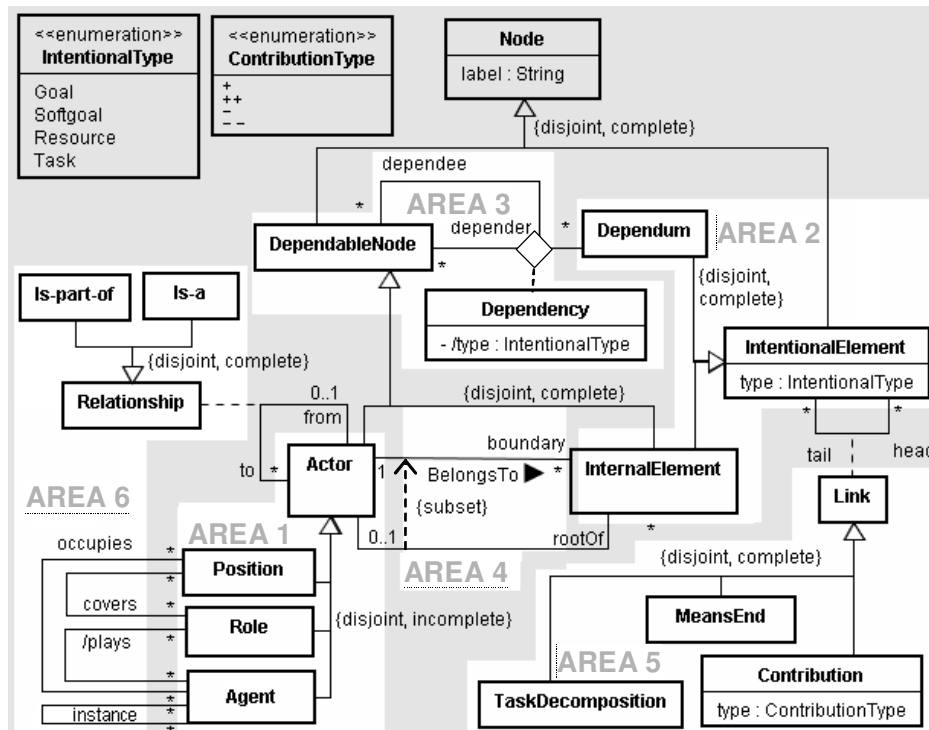 <<enumeration>>
IntentionalType
Goal
Softgoal
Resource
Task
<<enumeration>>
ContributionType
+
++
–
– –
Node
label : String
{disjoint, complete}
dependee
*
AREA 3
depender
*
*
DependableNode
Dependum
AREA 2
{disjoint,
complete}
Dependency
- /type : IntentionalType
IntentionalElement
type : IntentionalType
*
*
tail
head
Is-part-of
Is-a
{disjoint, complete}
Relationship
0..1
from
to
*
Actor
1
{disjoint, complete}
boundary
BelongsTo ▶
*
{subset}
InternalElement
*
0..1
rootOf
Link
AREA 6
AREA 1
AREA 4
{disjoint, complete}
occupies
*
*
Position
covers
*
Role
{disjoint, incomplete}
/plays
*
*
Agent
*
*
instance
*
MeansEnd
AREA 5
TaskDecomposition
Contribution
type : ContributionType